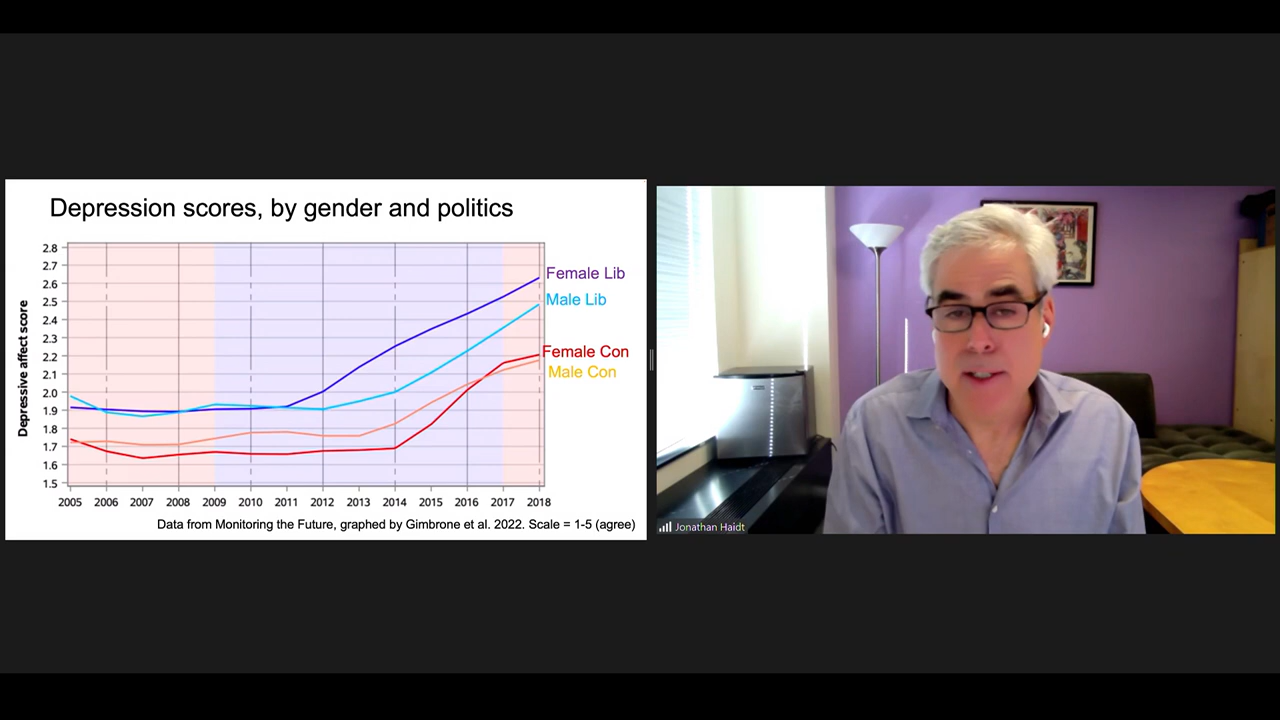 Depression scores, by gender and politics
Depressive affect score
2.8
2.7
2.6
2.5
2.4
2.3
2.2
2.1
2.0
1.9
1.8
1.7
1.6
1.5
2005 2006 2007 2008 2009 2010 2011 2012 2013 2014 2015 2016 2017 2018
Female Lib
Male Lib
Female Con
Male Con
Data from Monitoring the Future, graphed by Gimbrone et al. 2022. Scale = 1-5 (agree)
Jonathan Haidt